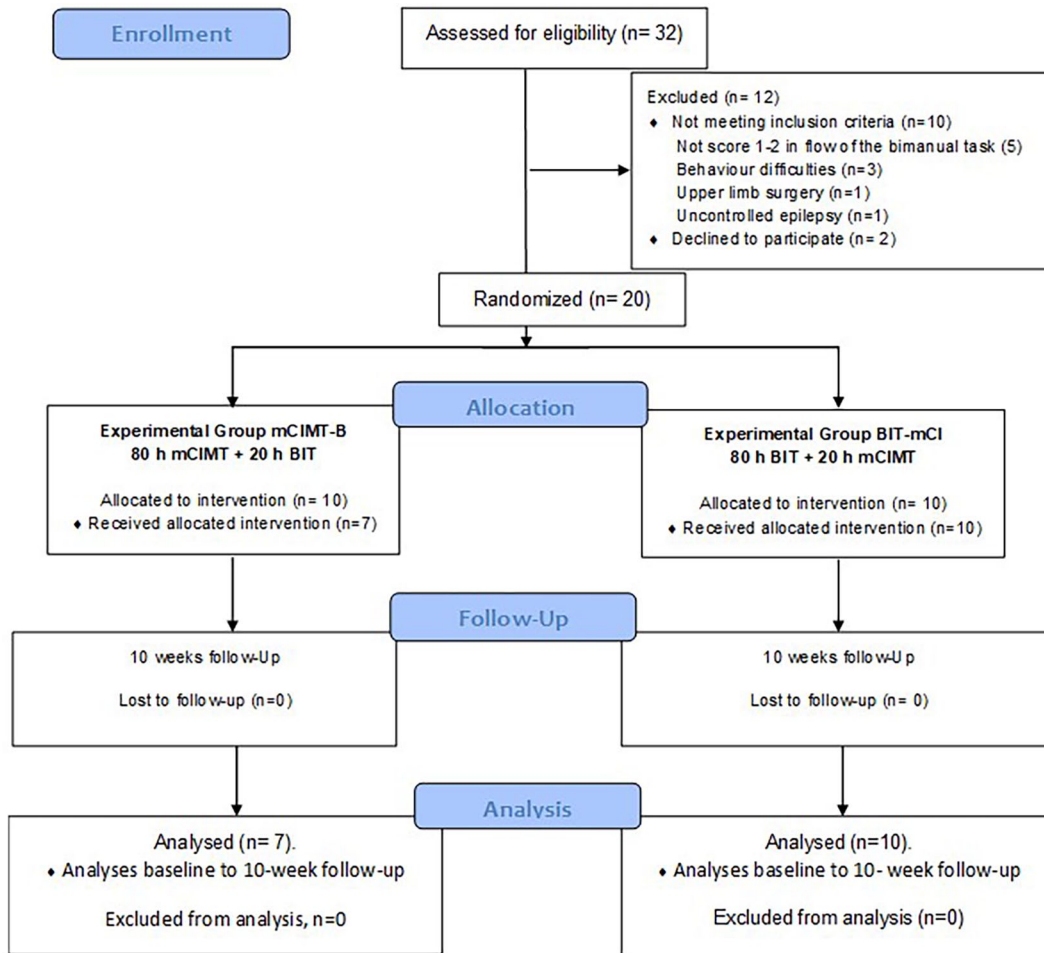 Enrollment
Assessed for eligibility (n= 32)
Excluded (n= 12)
♦ Not meeting inclusion criteria (n=10)
Not score 1-2 in flow of the bimanual task (5)
Behaviour difficulties (n=3)
Upper limb surgery (n=1)
Uncontrolled epilepsy (n=1)
♦ Declined to participate (n= 2)
Randomized (n= 20)
Allocation
Experimental Group mCIMT-B
80 h mCIMT + 20 h BIT
Allocated to intervention (n= 10)
♦ Received allocated intervention (n=7)
Experimental Group BIT-mCI
80 h BIT + 20 h mCIMT
Allocated to intervention (n= 10)
♦ Received allocated intervention (n=10)
Follow-Up
10 weeks follow-Up
Lost to follow-up (n=0)
10 weeks follow-Up
Lost to follow-up (n= 0)
Analysis
Analysed (n= 7).
♦ Analyses baseline to 10-week follow-up
Excluded from analysis, n=0
Analysed (n=10).
♦ Analyses baseline to 10- week follow-up
Excluded from analysis (n=0)